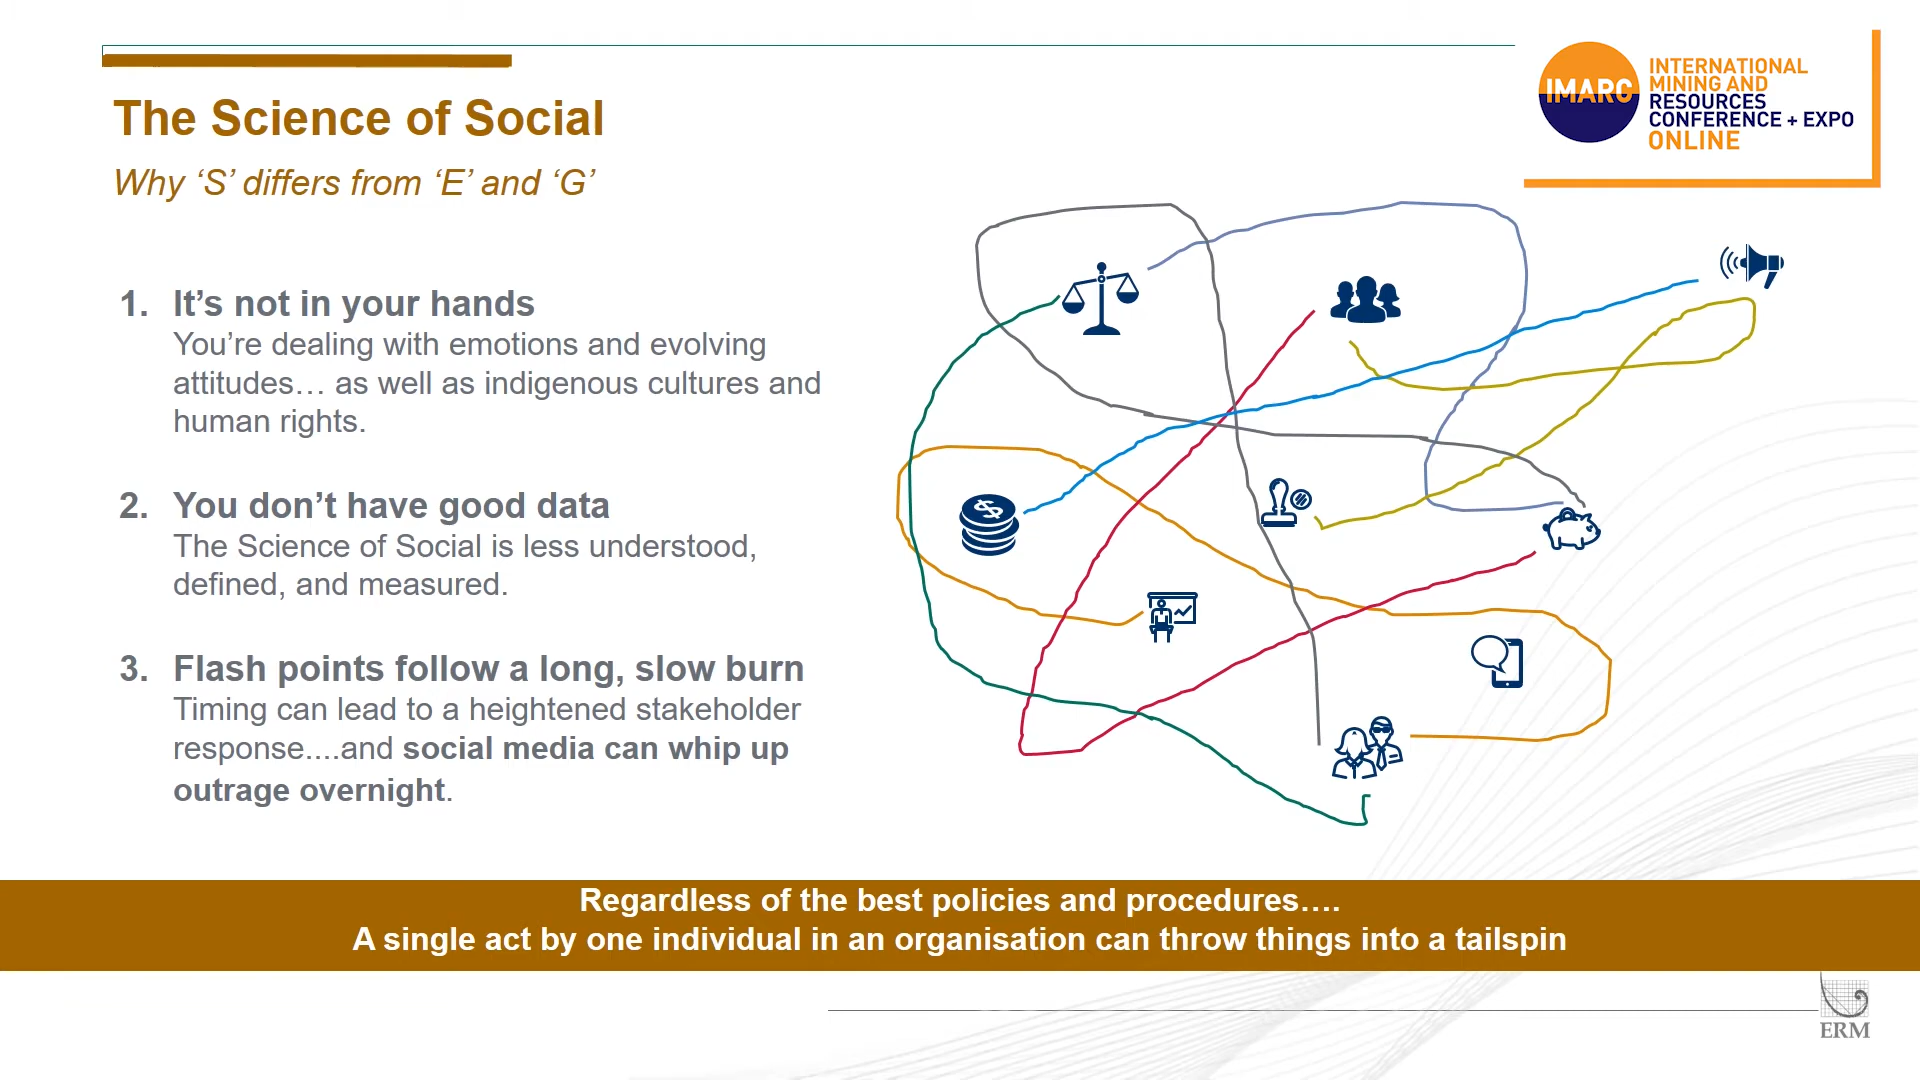 The Science of Social
Why ‘S’ differs from ‘E’ and ‘G’
IMARC
INTERNATIONAL
MINING AND
RESOURCES
CONFERENCE + EXPO
ONLINE
1. It’s not in your hands
You’re dealing with emotions and evolving
attitudes… as well as indigenous cultures and
human rights.
2. You don’t have good data
The Science of Social is less understood,
defined, and measured.
3. Flash points follow a long, slow burn
Timing can lead to a heightened stakeholder
response....and social media can whip up
outrage overnight.
$
Regardless of the best policies and procedures….
A single act by one individual in an organisation can throw things into a tailspin
ERM